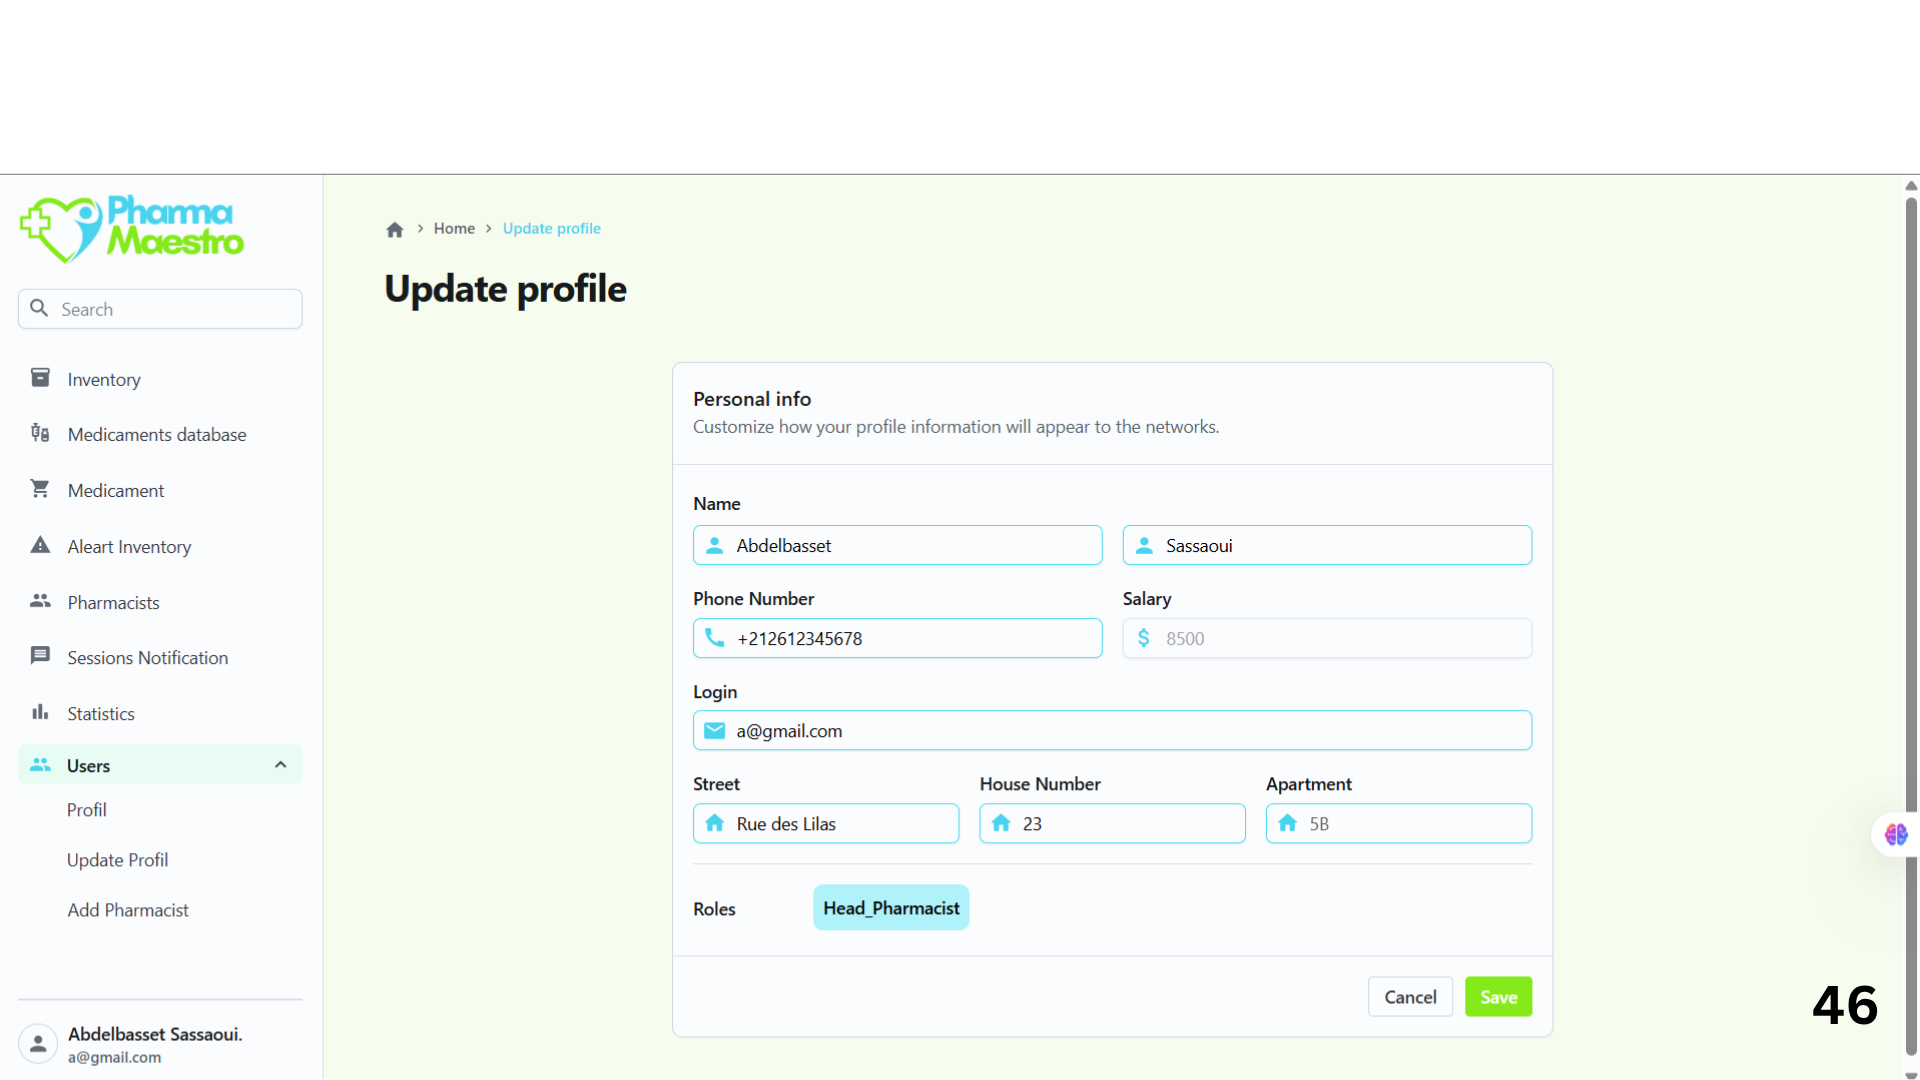 Pharma
Maestro
Search
Inventory
Medicaments database
Medicament
Aleart Inventory
Pharmacists
Sessions Notification
Statistics
Users
Profil
Update Profil
Add Pharmacist
Abdelbasset Sassaoui.
a@gmail.com
Home Update profile
Update profile
Personal info
Customize how your profile information will appear to the networks.
Name
Abdelbasset Sassaoui
Phone Number Salary
+212612345678 $ 8500
Login
a@gmail.com
Street House Number Apartment
Rue des Lilas 23 5B
Roles Head_Pharmacist
Cancel Save
46